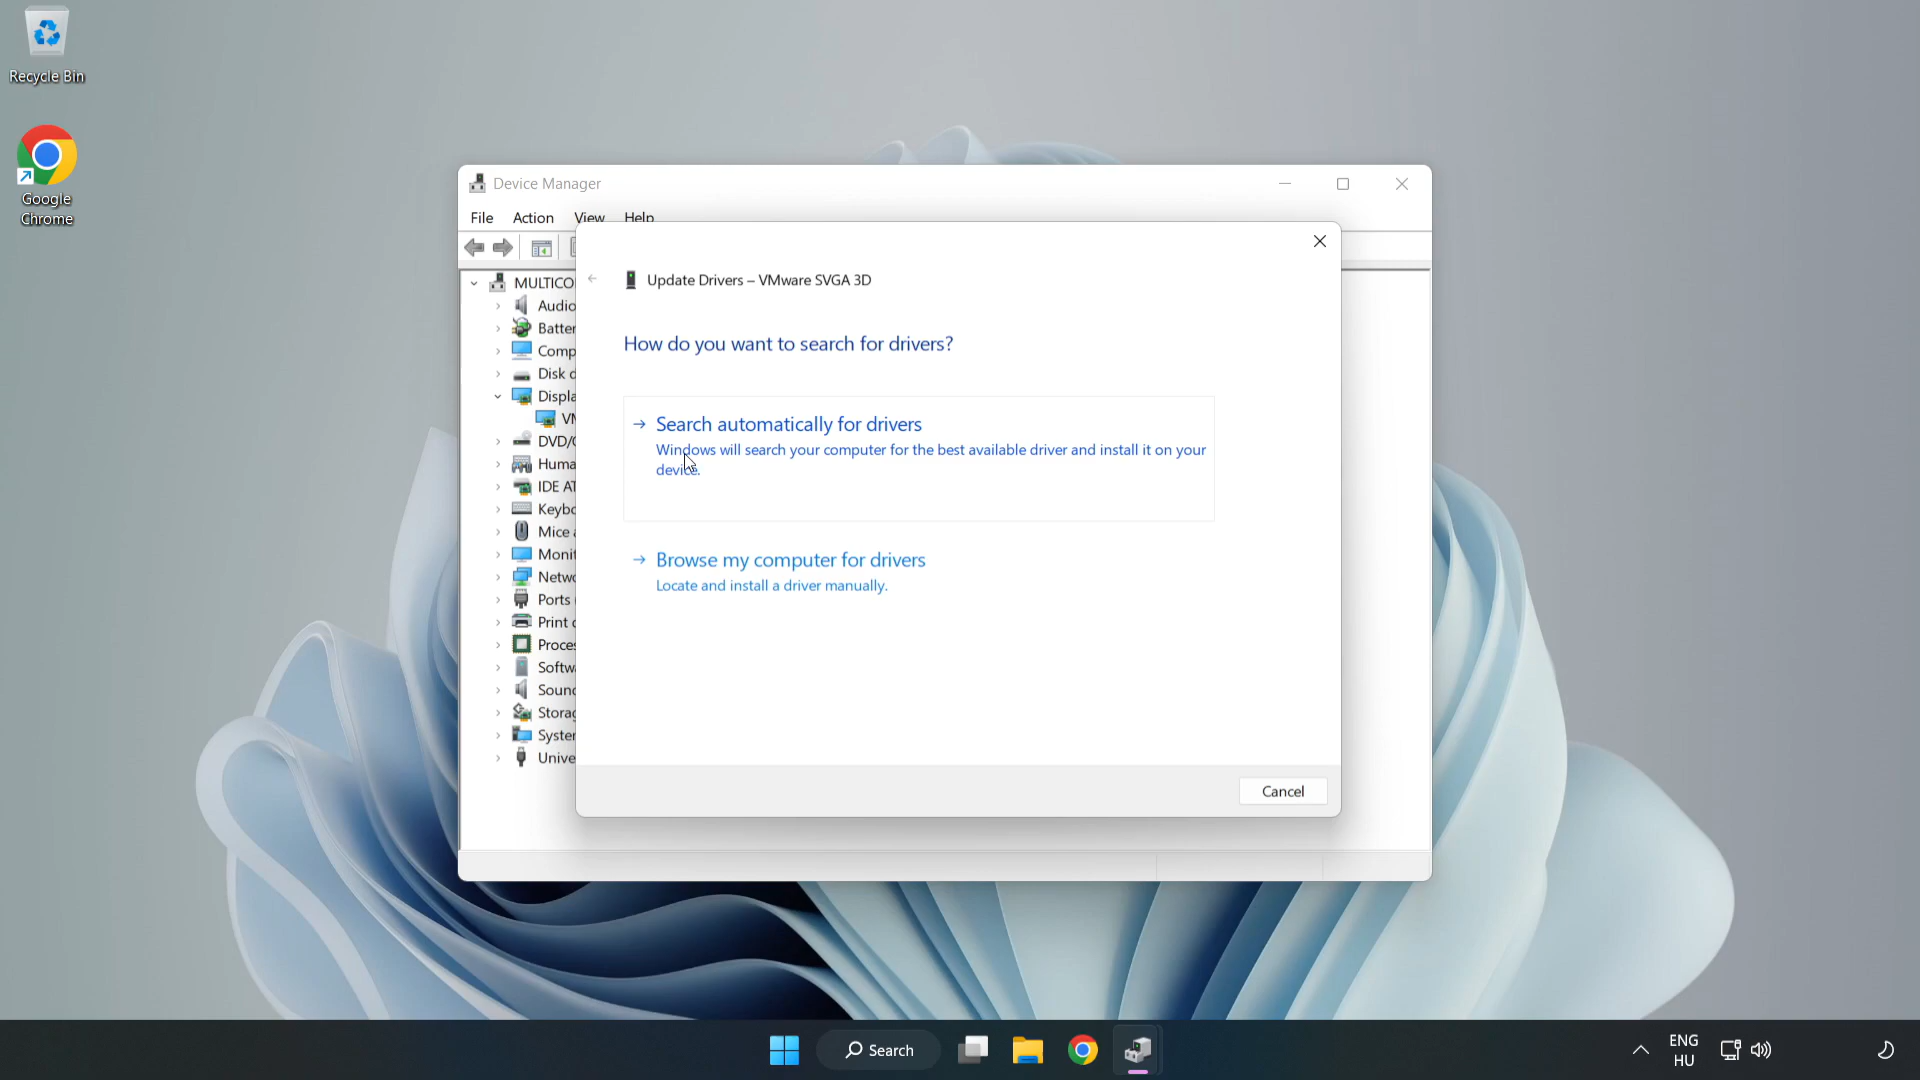 Recycle Bin
Google
Chrome
Device Manager
File Action View Help
Update Drivers – VMware SVGA 3D
How do you want to search for drivers?
Search automatically for drivers
Windows will search your computer for the best available driver and install it on your
device.
Browse my computer for drivers
Locate and install a driver manually.
Cancel
MULTICO
Audio
Batter
Comp
Disk d
Displa
VM
DVD/C
Huma
IDE AT
Keybo
Mice a
Monit
Netwo
Ports
Print
Proces
Softwa
Sound
Storag
System
Unive
Search
ENG
HU